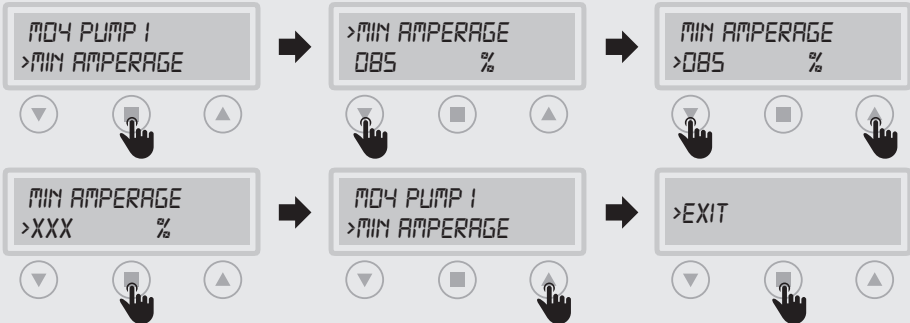 M04 PUMP 1
>MIN AMPERAGE
>MIN AMPERAGE
085 %
MIN AMPERAGE
>085 %
MIN AMPERAGE
>XXX %
M04 PUMP 1
>MIN AMPERAGE
>EXIT